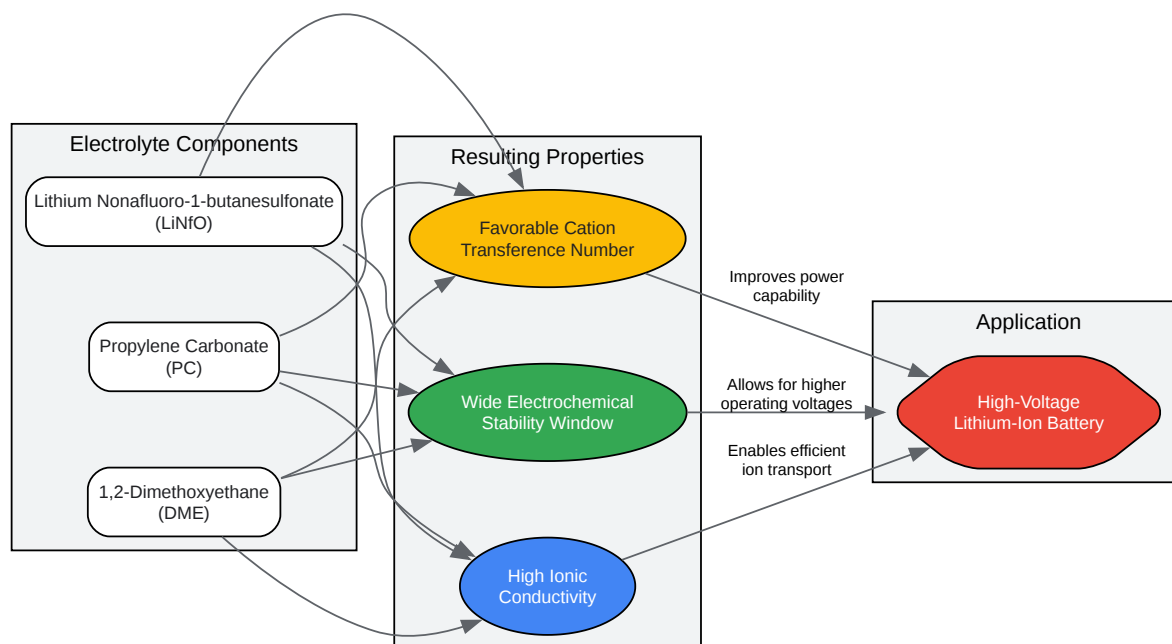 Electrolyte Components
Lithium Nonafluoro-1-butanesulfonate
(LiNfO)
Propylene Carbonate
(PC)
1,2-Dimethoxyethane
(DME)
Resulting Properties
Favorable Cation
Transference Number
Wide Electrochemical
Stability Window
High Ionic
Conductivity
Improves power
capability
Allows for higher
operating voltages
Enables efficient
ion transport
Application
High-Voltage
Lithium-Ion Battery